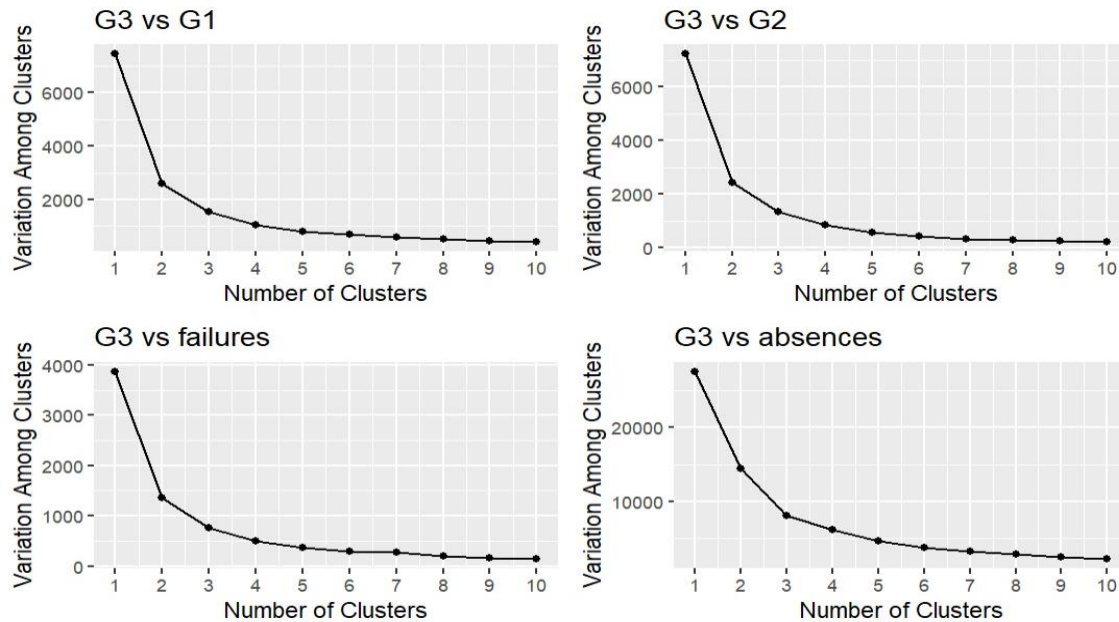 G3 vs G1
Variation Among Clusters
6000
4000
2000
1 2 3 4 5 6 7 8 9 10
Number of Clusters
G3 vs G2
Variation Among Clusters
6000
4000
2000
0
1 2 3 4 5 6 7 8 9 10
Number of Clusters
G3 vs failures
Variation Among Clusters
4000
3000
2000
1000
0
1 2 3 4 5 6 7 8 9 10
Number of Clusters
G3 vs absences
Variation Among Clusters
20000
10000
1 2 3 4 5 6 7 8 9 10
Number of Clusters